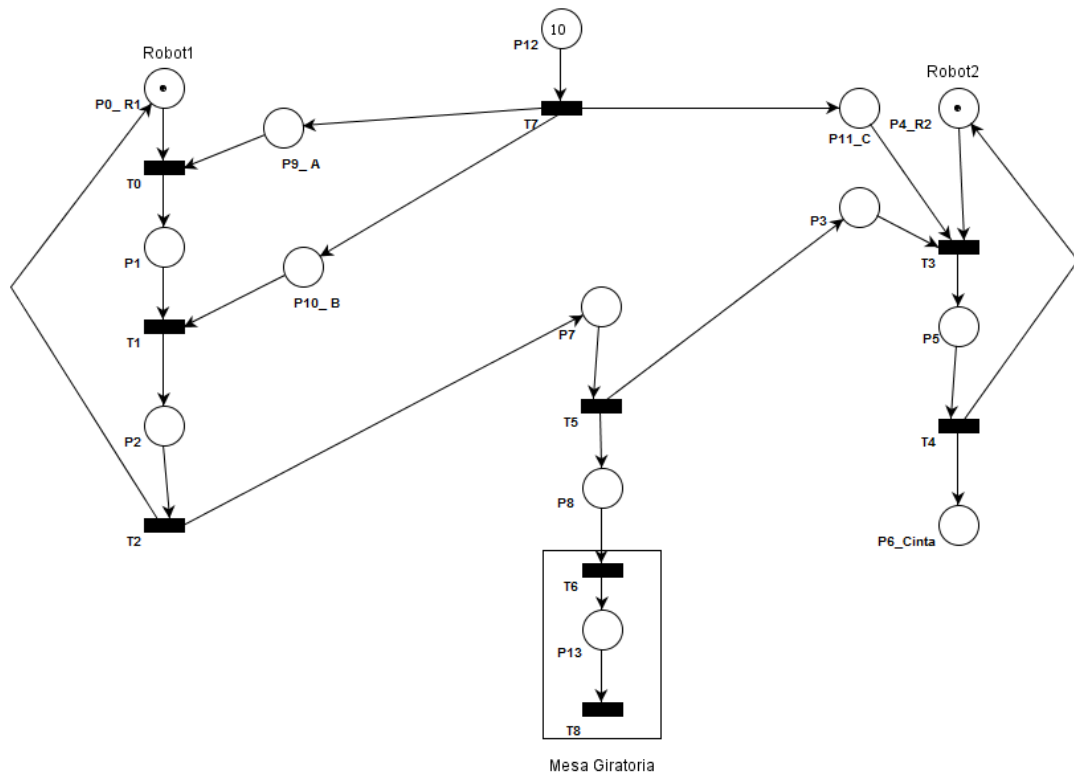 10
P12
Robot1
Robot2
P0_ R1
P4_R2
T7
P11_C
P9_ A
T0
P3
P1
T3
P10_ B
P7
T1
P5
T5
P2
T4
P8
T2
P6_Cinta
T6
P13
T8
Mesa Giratoria